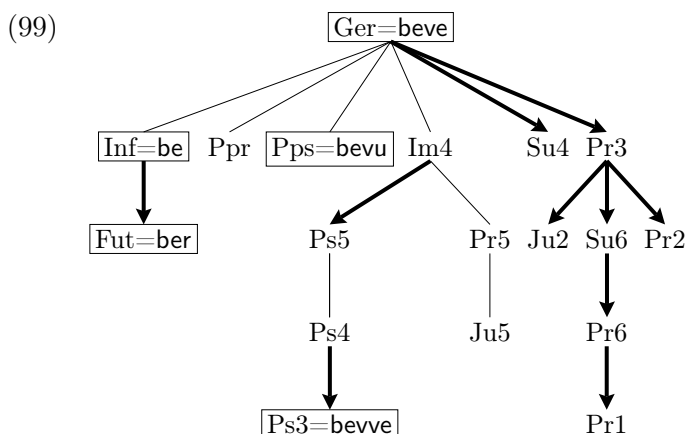 (99)
Ger=beve
Inf=be Ppr Pps=bevu Im4 Su4 Pr3
Fut=ber Ps5 Pr5 Ju2 Su6 Pr2
Ps4 Ju5 Pr6
Ps3=bevve Pr1